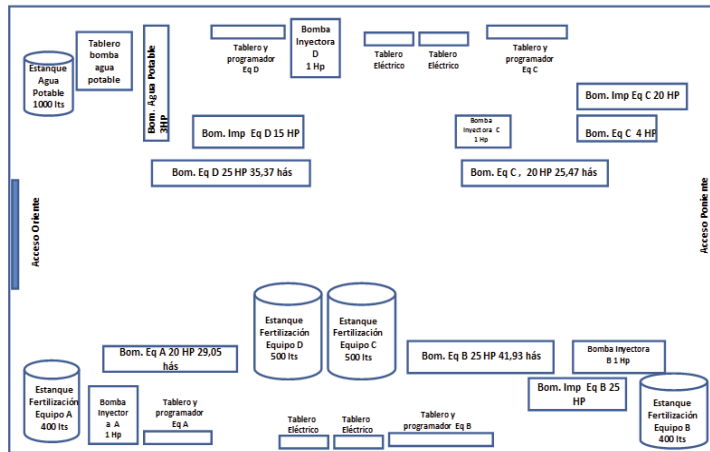 Tablero
bomba
agua
potable
Estanque
Agua
Potable
1000 lts
Bom. Agua Potable
3HP
Tablero y
programador
Eq D
Bomba
Inyectora
D
1 Hp
Tablero
Eléctrico
Tablero
Eléctrico
Tablero y
programador
Eq C
Bom. Imp Eq C 20 HP
Bom. Eq C 4 HP
Bomba
Inyectora C
1 Hp
Bom. Imp Eq D 15 HP
Bom. Eq D 25 HP 35,37 hás
Bom. Eq C , 20 HP 25,47 hás
Acceso Oriente
Acceso Poniente
Estanque
Fertilización
Equipo D
500 lts
Estanque
Fertilización
Equipo C
500 lts
Bom. Eq A 20 HP 29,05
hás
Bom. Eq B 25 HP 41,93 hás
Bomba Inyectora
B 1 Hp
Bom. Imp Eq B 25
HP
Estanque
Fertilización
Equipo A
400 lts
Bomba
Inyector
a A
1 Hp
Tablero y
programador
Eq A
Tablero
Eléctrico
Tablero
Eléctrico
Tablero y
programador Eq B
Estanque
Fertilización
Equipo B
400 lts